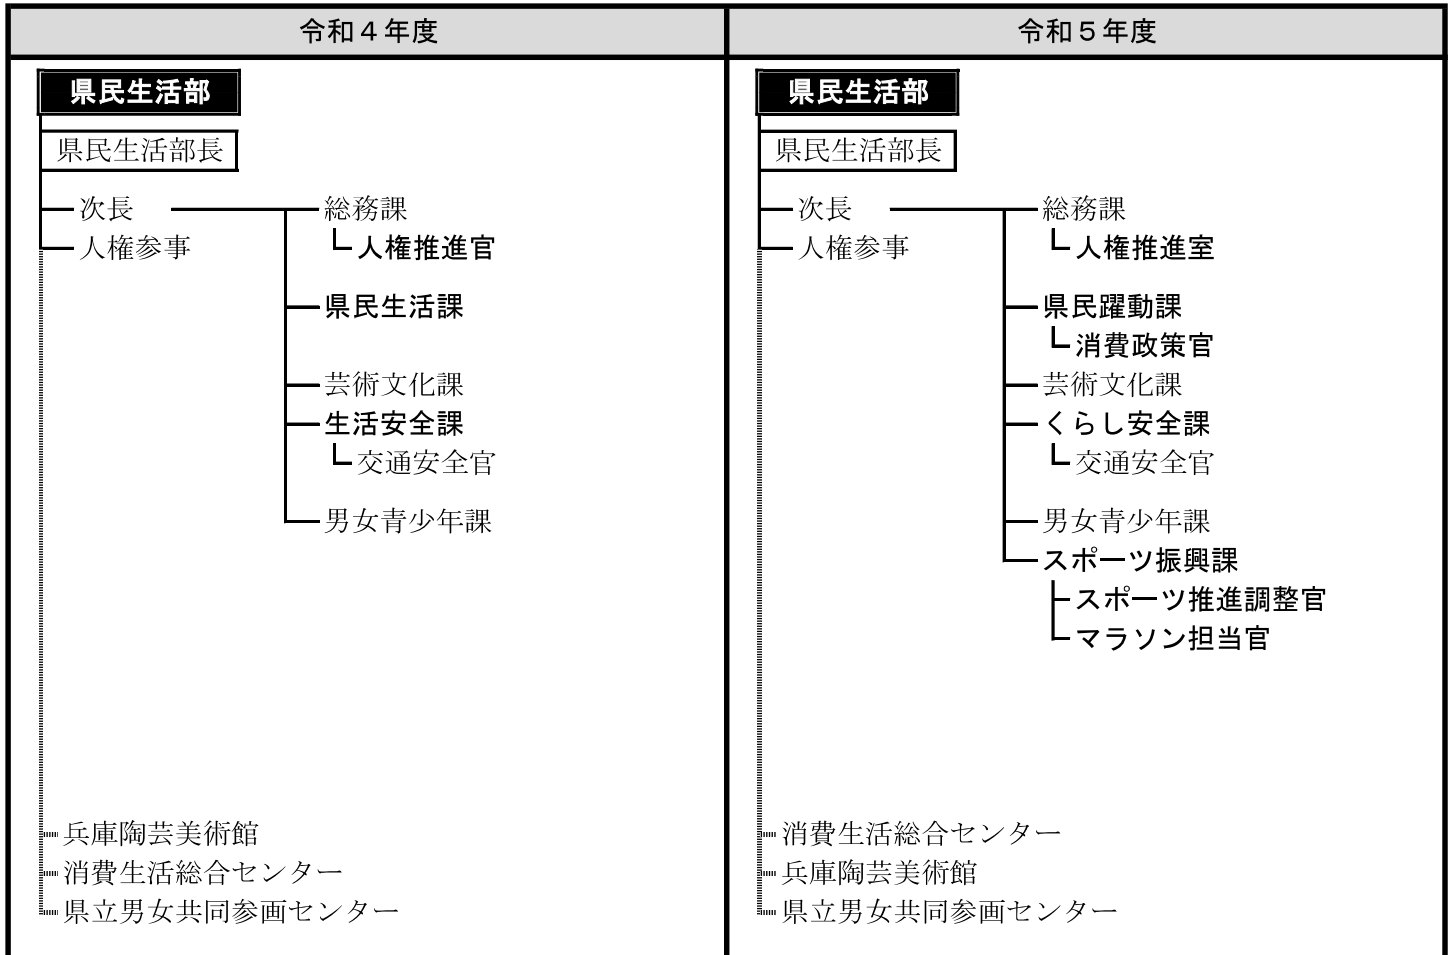 令和４年度
県民生活部
県民生活部長
次長
総務課
人権参事
人権推進官
県民生活課
芸術文化課
生活安全課
交通安全官
男女青少年課
兵庫陶芸美術館
消費生活総合センター
県立男女共同参画センター
令和５年度
県民生活部
県民生活部長
次長
総務課
人権参事
人権推進室
県民躍動課
消費政策官
芸術文化課
くらし安全課
交通安全官
男女青少年課
スポーツ振興課
スポーツ推進調整官
マラソン担当官
消費生活総合センター
兵庫陶芸美術館
県立男女共同参画センター